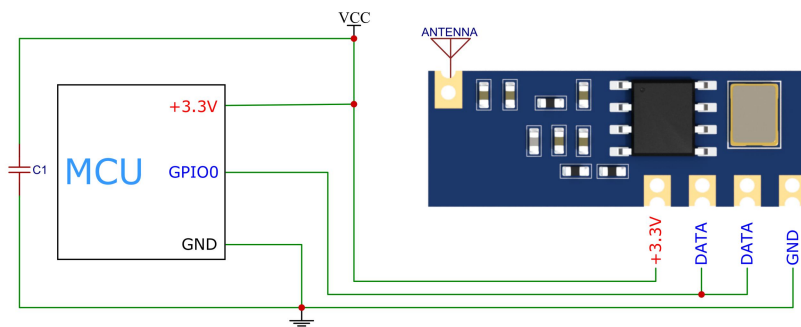 VCC
ANTENNA
+3.3V
C1
MCU
GPIO0
GND
+3.3V
DATA
DATA
GND